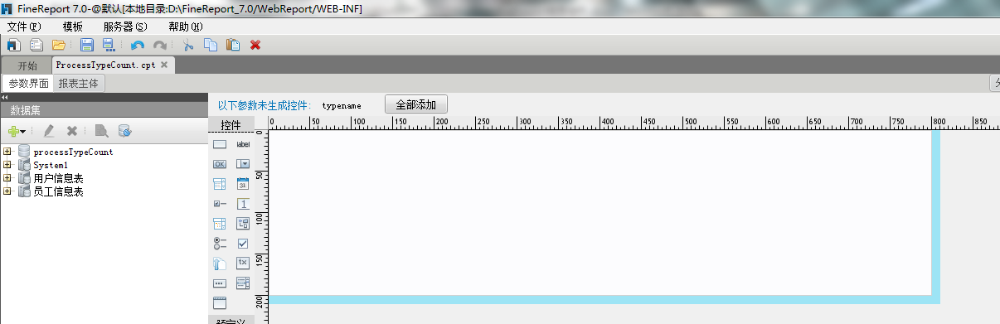 FineReport 7.0-@默认[本地目录:D:\FineReport_7.0/WebReport/WEB-INF]
文件(F) 模板 服务器(S) 帮助(H)
开始 ProcessTypeCount.cpt
参数界面 报表主体
数据集
以下参数未生成控件: typename 全部添加
控件
0 50 100 150 200 250 300 350 400 450 500 550 600 650 700 750 800 850
label
OK
31
1
tx
0 50 100 150 200
processTypeCount
System1
用户信息表
员工信息表